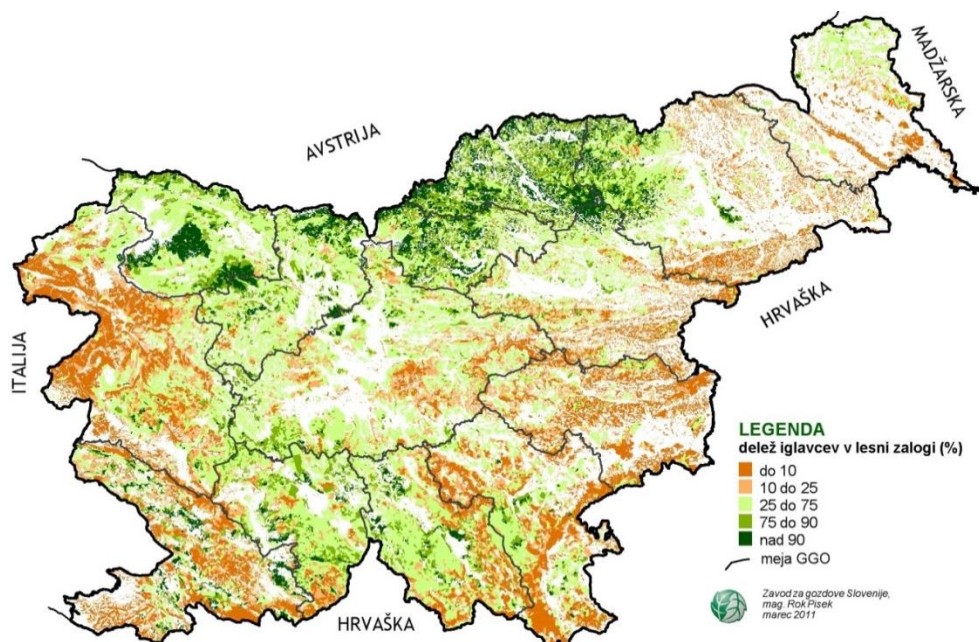 MADŽARSKA
AVSTRIJA
HRVAŠKA
ITALIJA
LEGENDA
delež iglavcev v lesni zalogi (%)
do 10
10 do 25
25 do 75
75 do 90
nad 90
meja GGO
Zavod za gozdove Slovenije,
mag. Rok Pisek
marec 2011
HRVAŠKA